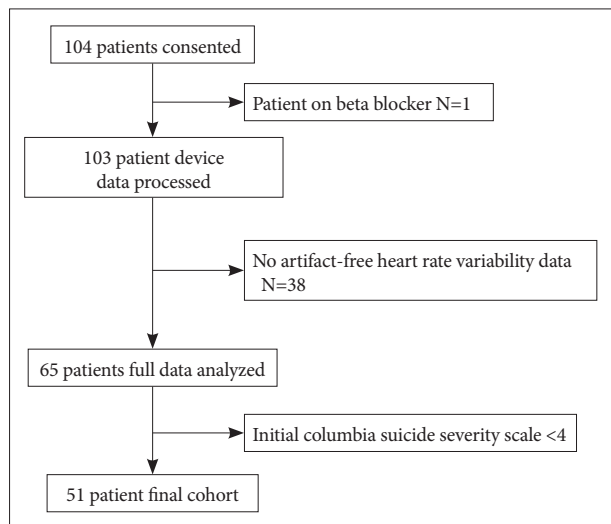 104 patients consented
Patient on beta blocker N=1
103 patient device
data processed
No artifact-free heart rate variability data
N=38
65 patients full data analyzed
Initial columbia suicide severity scale <4
51 patient final cohort